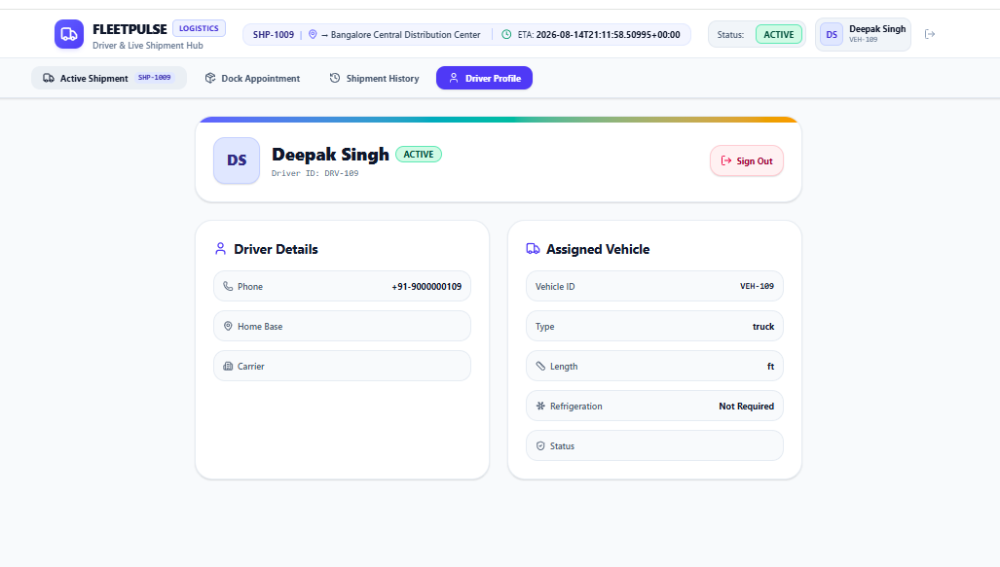 FLEETPULSE LOGISTICS
Driver & Live Shipment Hub
SHP-1009 | → Bangalore Central Distribution Center | ETA: 2026-08-14T21:11:58.50995+00:00
Status: ACTIVE
DS Deepak Singh
VEH-109
Active Shipment SHP-1009
Dock Appointment
Shipment History
Driver Profile
DS
Deepak Singh ACTIVE
Driver ID: DRV-109
Sign Out
Driver Details
Phone +91-9000000109
Home Base
Carrier
Assigned Vehicle
Vehicle ID VEH-109
Type truck
Length ft
Refrigeration Not Required
Status